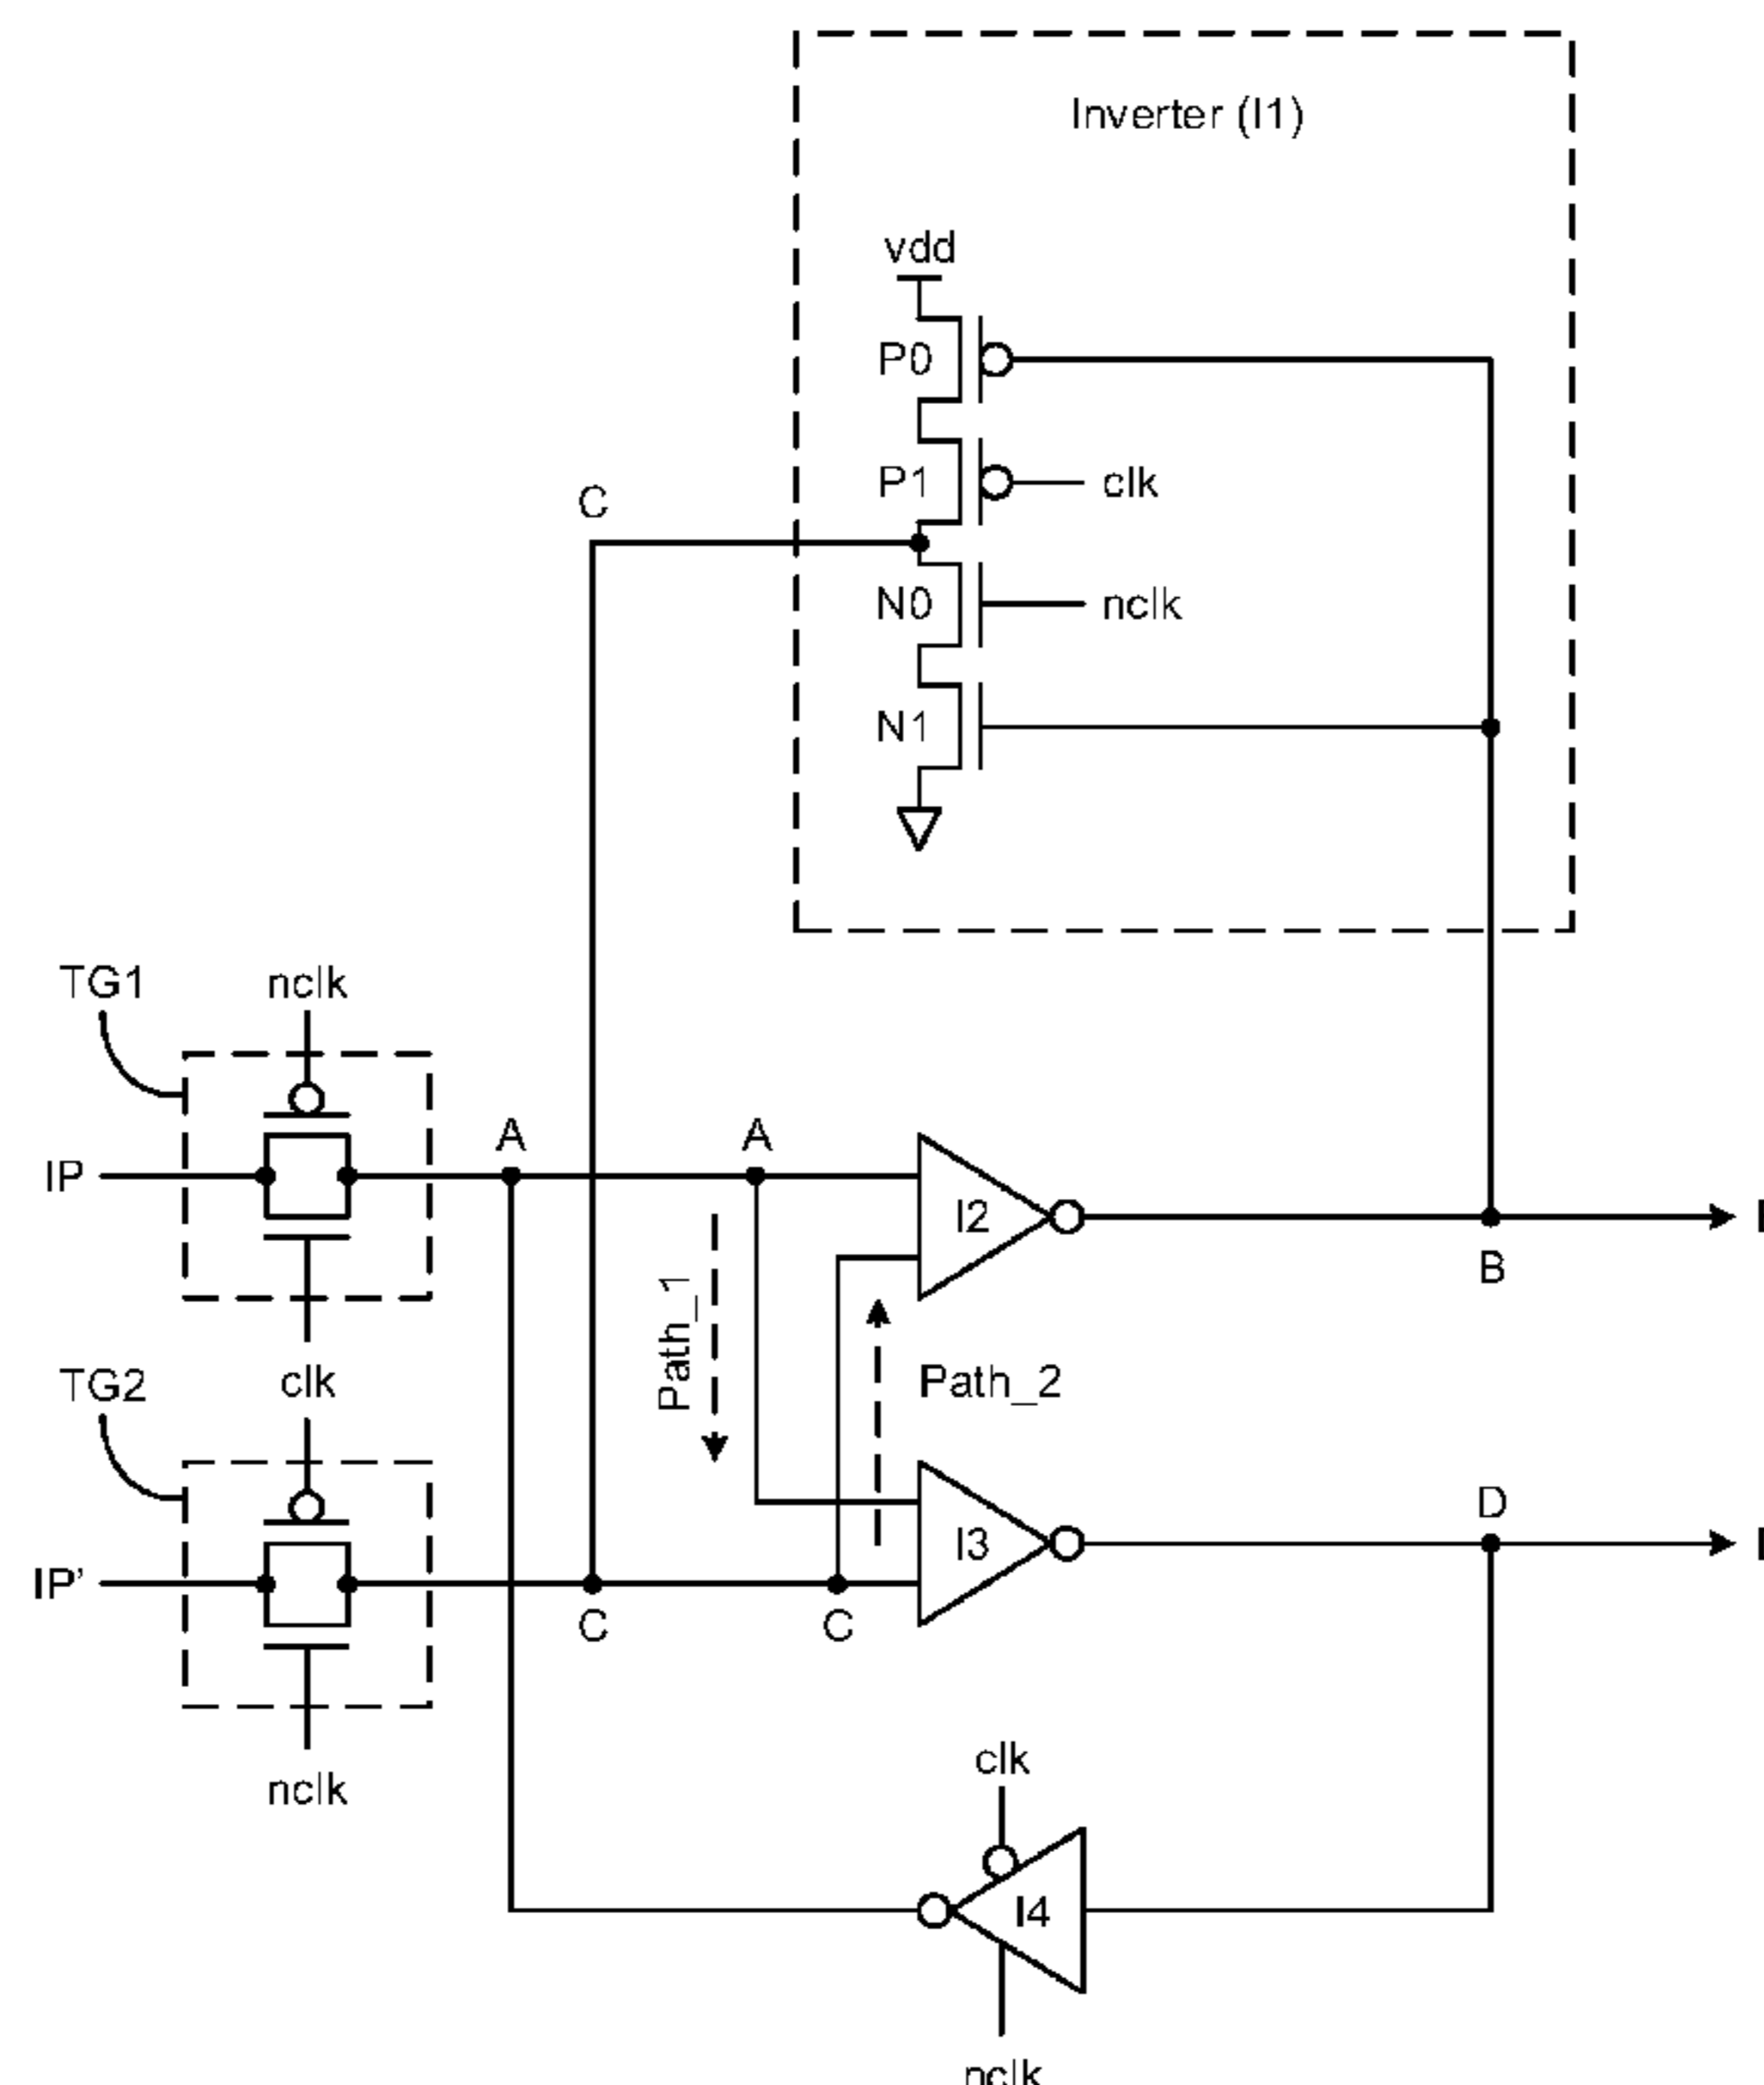 Inverter (I1)
vdd
P0
P1
clk
C
N0
nclk
N1
TG1
nclk
A
A
IP
I2
B
clk
Path_1
Path_2
TG2
clk
D
I3
IP’
C
C
nclk
clk
I4
nclk